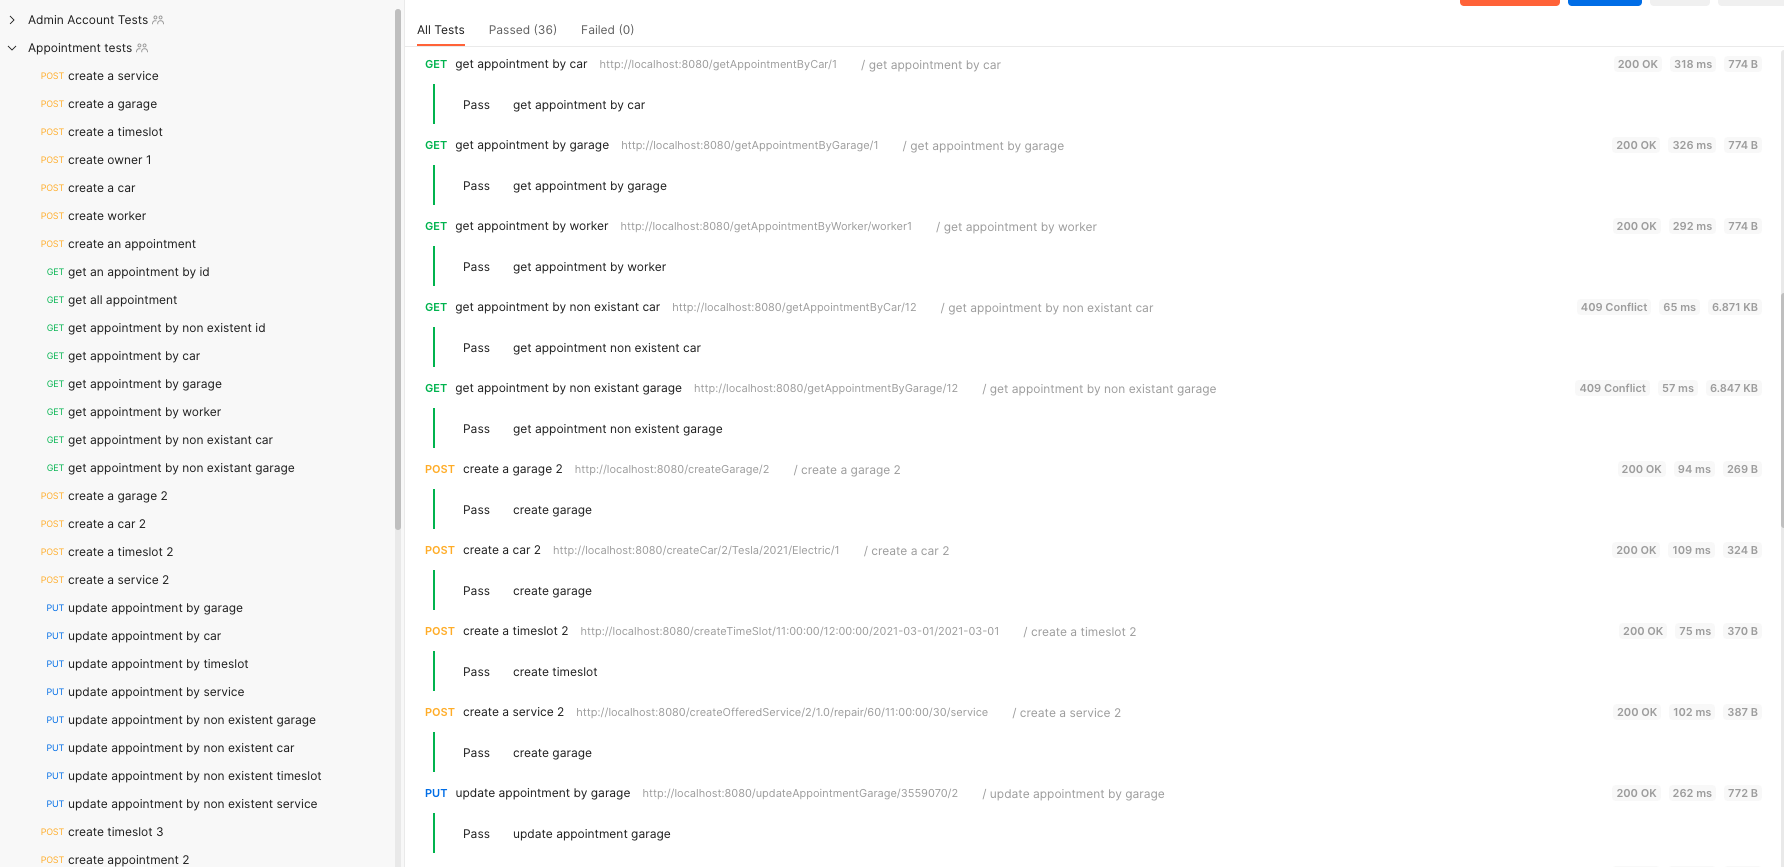 Admin Account Tests
Appointment tests
POST create a service
POST create a garage
POST create a timeslot
POST create owner 1
POST create a car
POST create worker
POST create an appointment
GET get an appointment by id
GET get all appointment
GET get appointment by non existent id
GET get appointment by car
GET get appointment by garage
GET get appointment by worker
GET get appointment by non existant car
GET get appointment by non existant garage
POST create a garage 2
POST create a car 2
POST create a timeslot 2
POST create a service 2
PUT update appointment by garage
PUT update appointment by car
PUT update appointment by timeslot
PUT update appointment by service
PUT update appointment by non existent garage
PUT update appointment by non existent car
PUT update appointment by non existent timeslot
PUT update appointment by non existent service
POST create timeslot 3
POST create appointment 2
All Tests Passed (36) Failed (0)
GET get appointment by car http://localhost:8080/getAppointmentByCar/1 / get appointment by car 200 OK 318 ms 774 B
Pass get appointment by car
GET get appointment by garage http://localhost:8080/getAppointmentByGarage/1 / get appointment by garage 200 OK 326 ms 774 B
Pass get appointment by garage
GET get appointment by worker http://localhost:8080/getAppointmentByWorker/worker1 / get appointment by worker 200 OK 292 ms 774 B
Pass get appointment by worker
GET get appointment by non existant car http://localhost:8080/getAppointmentByCar/12 / get appointment by non existant car 409 Conflict 65 ms 6.871 KB
Pass get appointment non existent car
GET get appointment by non existant garage http://localhost:8080/getAppointmentByGarage/12 / get appointment by non existant garage 409 Conflict 57 ms 6.847 KB
Pass get appointment non existent garage
POST create a garage 2 http://localhost:8080/createGarage/2 / create a garage 2 200 OK 94 ms 269 B
Pass create garage
POST create a car 2 http://localhost:8080/createCar/2/Tesla/2021/Electric/1 / create a car 2 200 OK 109 ms 324 B
Pass create garage
POST create a timeslot 2 http://localhost:8080/createTimeSlot/11:00:00/12:00:00/2021-03-01/2021-03-01 / create a timeslot 2 200 OK 75 ms 370 B
Pass create timeslot
POST create a service 2 http://localhost:8080/createOfferedService/2/1.0/repair/60/11:00:00/30/service / create a service 2 200 OK 102 ms 387 B
Pass create garage
PUT update appointment by garage http://localhost:8080/updateAppointmentGarage/3559070/2 / update appointment by garage 200 OK 262 ms 772 B
Pass update appointment garage